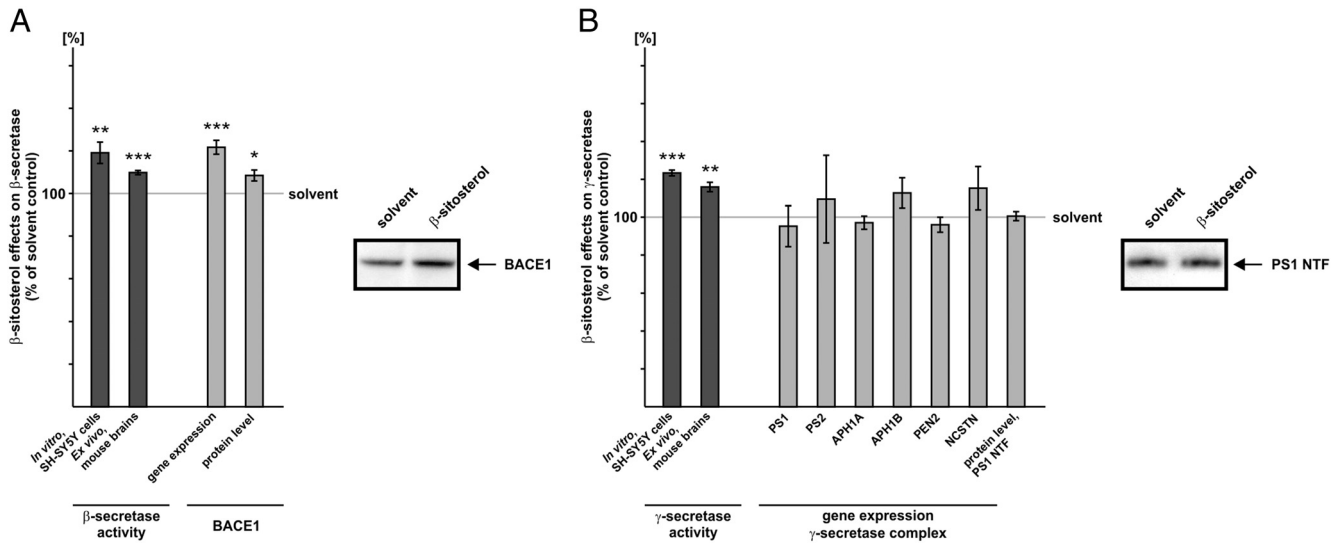 A
[%]
β-sitosterol effects on β-secretase
(% of solvent control)
100
**
***
***
*
solvent
In vitro,
SH-SY5Y cells
Ex vivo,
mouse brains
gene expression
protein level
β-secretase
activity
BACE1
solvent
β-sitosterol
BACE1
B
[%]
β-sitosterol effects on γ-secretase
(% of solvent control)
100
***
**
solvent
In vitro,
SH-SY5Y cells
Ex vivo,
mouse brains
PS1
PS2
APH1A
APH1B
PEN2
NCSTN
protein level,
PS1 NTF
γ-secretase
activity
gene expression
γ-secretase complex
solvent
β-sitosterol
PS1 NTF